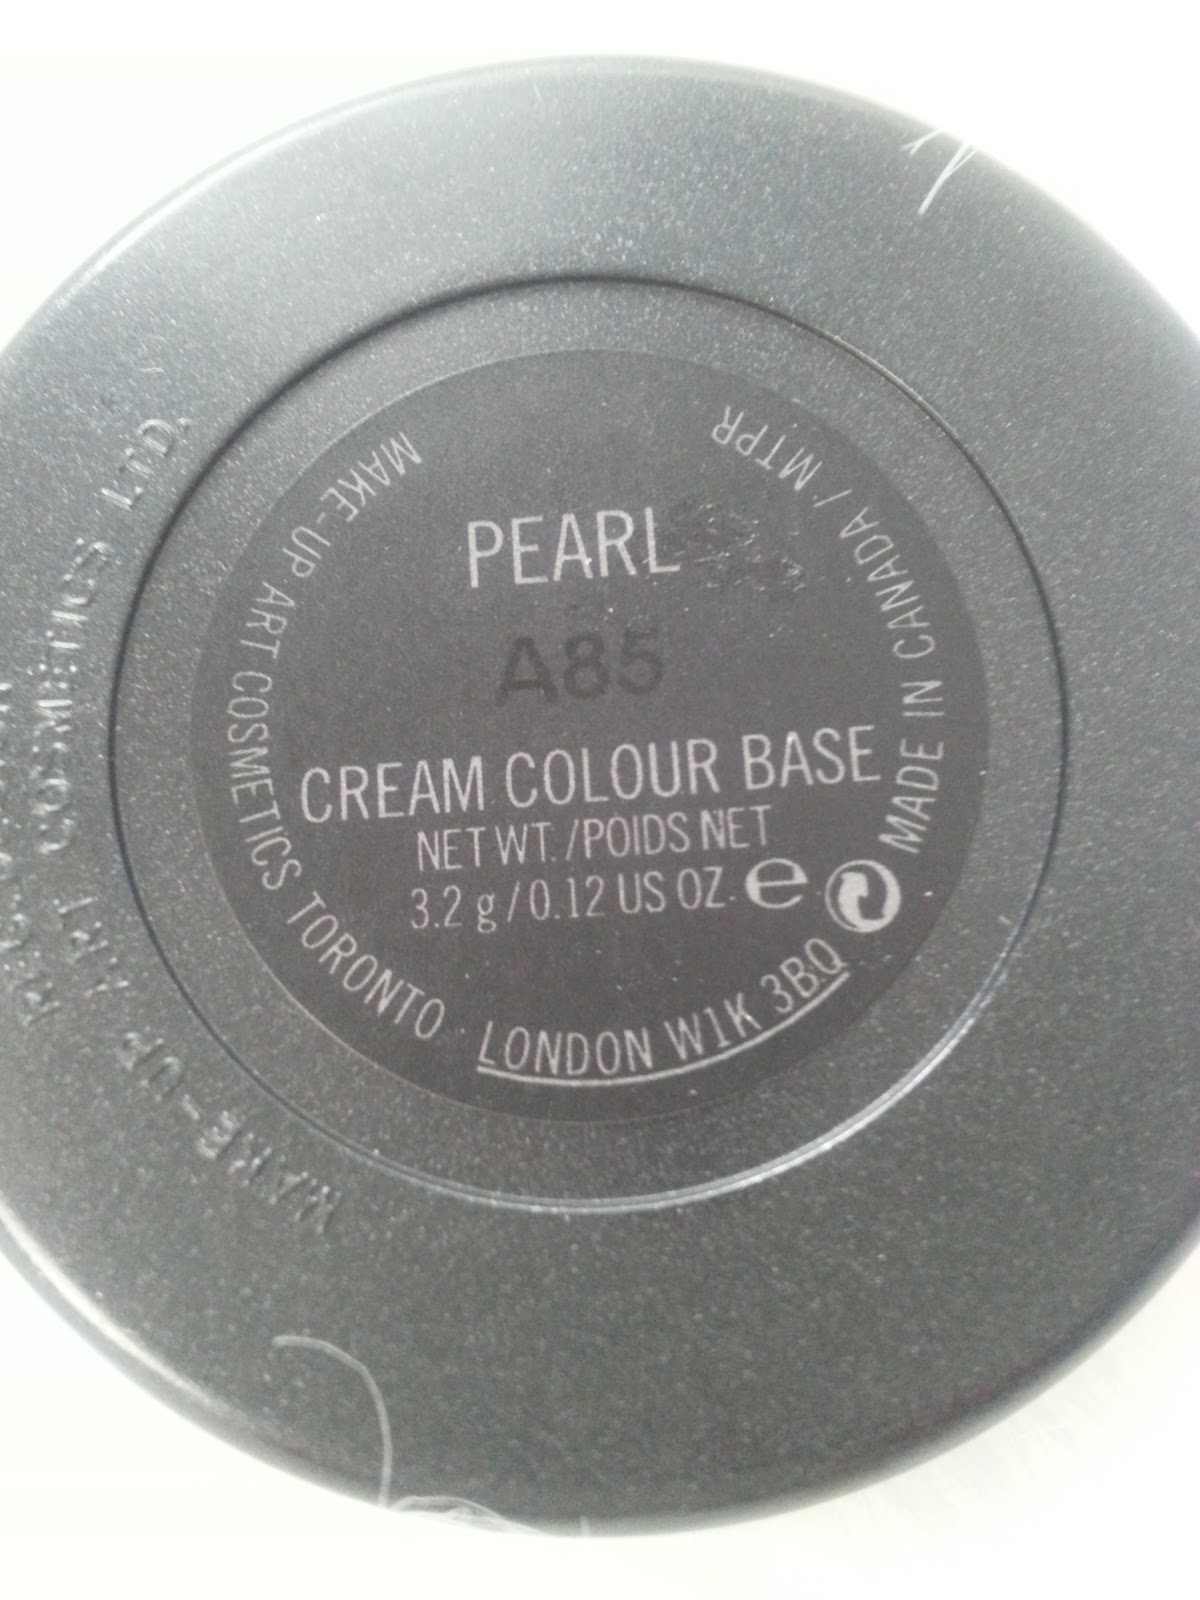 PEARL
A85
CREAM COLOUR BASE
NET WT. /POIDS NET
3.2 g / 0.12 US OZ. e
MAKE-UP ART COSMETICS TORONTO · LONDON W1K 3BQ
MADE IN CANADA / MTPR
MAKE-UP ART COSMETICS LTD.